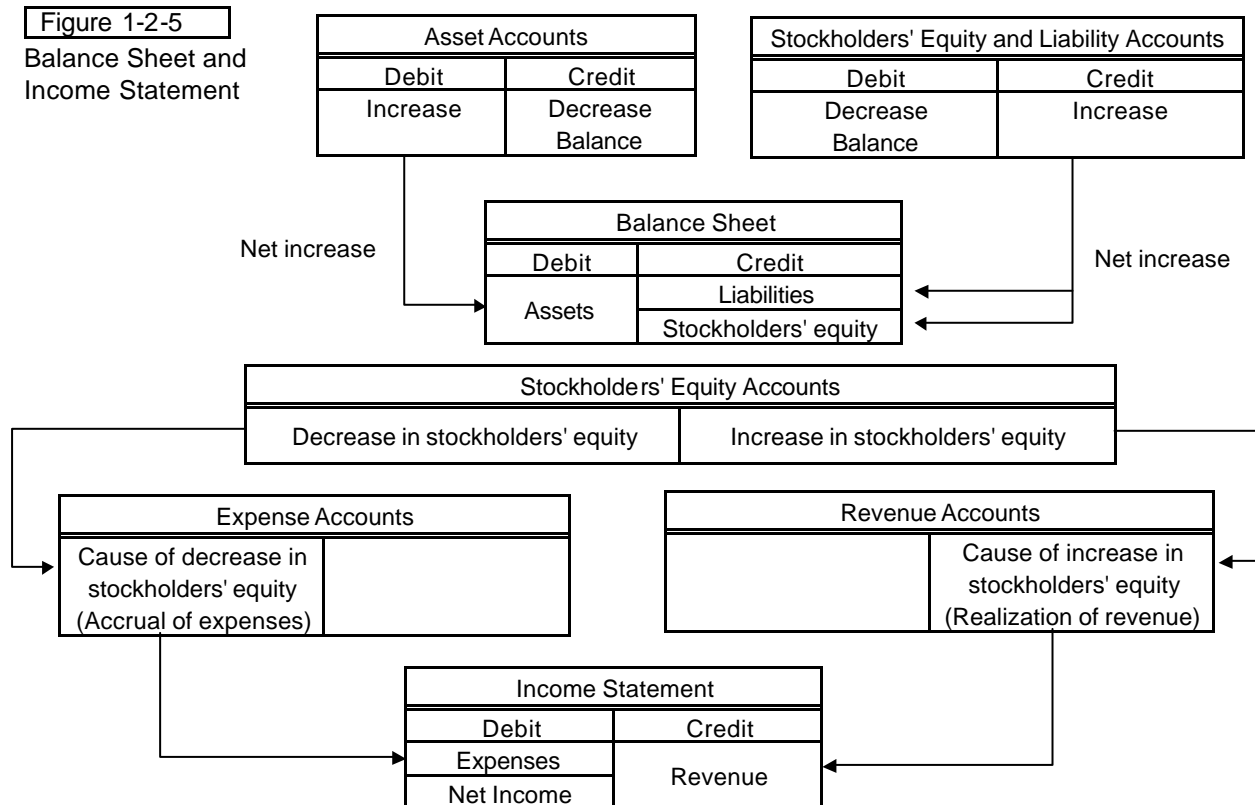 Figure 1-2-5
Balance Sheet and
Income Statement
Asset Accounts
Debit Credit
Increase Decrease
Balance
Stockholders' Equity and Liability Accounts
Debit Credit
Decrease Increase
Balance
Net increase
Balance Sheet
Debit Credit
Assets
Liabilities
Stockholders' equity
Net increase
Stockholders' Equity Accounts
Decrease in stockholders' equity Increase in stockholders' equity
Expense Accounts
Cause of decrease in
stockholders' equity
(Accrual of expenses)
Revenue Accounts
Cause of increase in
stockholders' equity
(Realization of revenue)
Income Statement
Debit Credit
Expenses
Net Income
Revenue